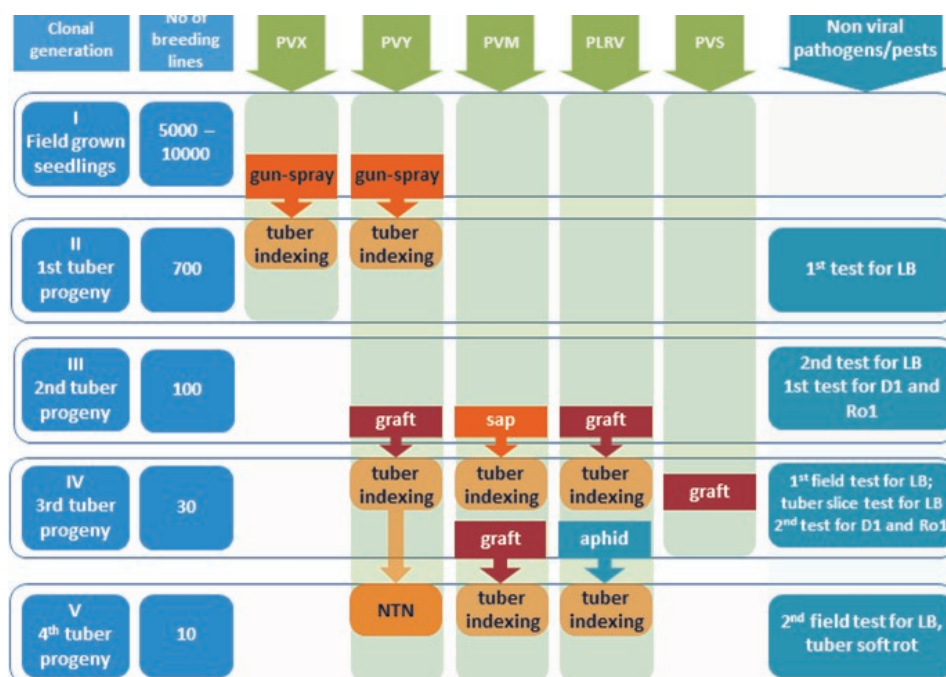 Clonal
generation
No of
breeding
lines
PVX
PVY
PVM
PLRV
PVS
Non viral
pathogens/pests
I
Field grown
seedlings
5000 –
10000
gun-spray
gun-spray
II
1st tuber
progeny
700
tuber
indexing
tuber
indexing
1st test for LB
III
2nd tuber
progeny
100
graft
sap
graft
2nd test for LB
1st test for D1 and
Ro1
IV
3rd tuber
progeny
30
tuber
indexing
tuber
indexing
tuber
indexing
graft
1st field test for LB;
tuber slice test for LB
2nd test for D1 and Ro1
graft
aphid
V
4th tuber
progeny
10
NTN
tuber
indexing
tuber
indexing
2nd field test for LB,
tuber soft rot